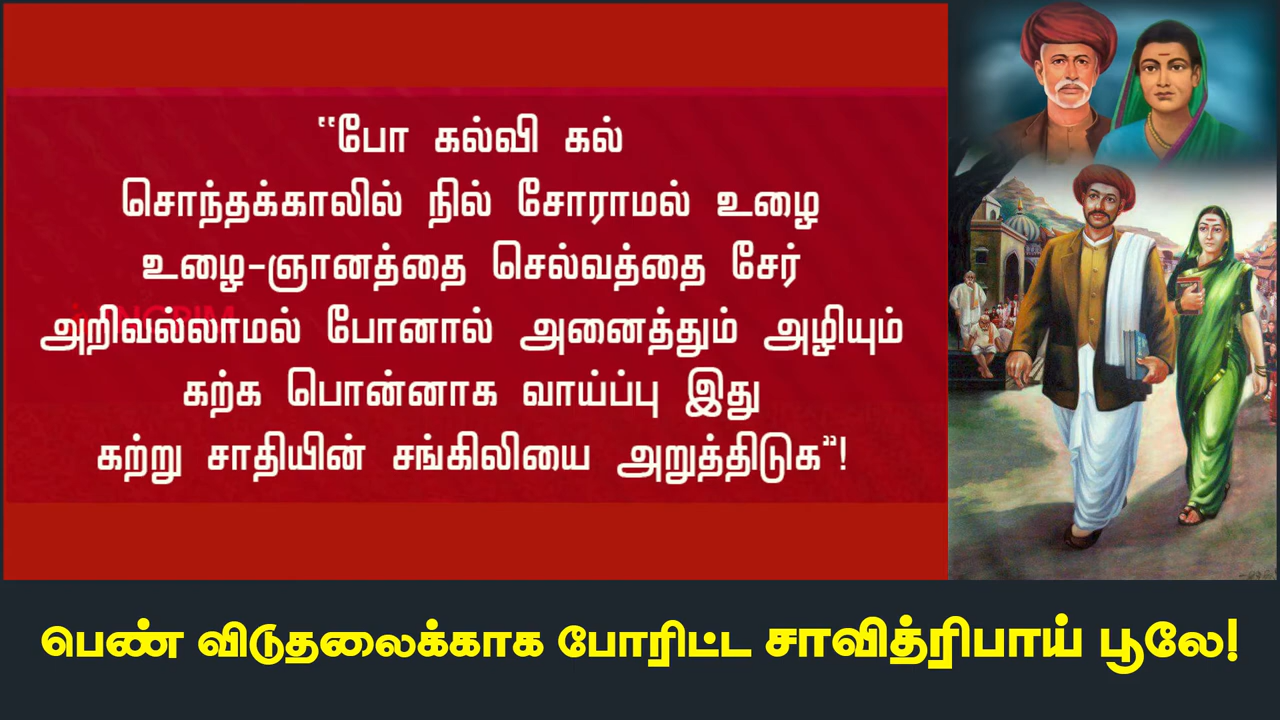 “போ கல்வி கல்
சொந்தக்காலில் நில் சோராமல் உழை
உழை-ஞானத்தை செல்வத்தை சேர்
அறிவல்லாமல் போனால் அனைத்தும் அழியும்
கற்க பொன்னாக வாய்ப்பு இது
கற்று சாதியின் சங்கிலியை அறுத்திடுக”!
பெண் விடுதலைக்காக போரிட்ட சாவித்ரிபாய் பூலே!